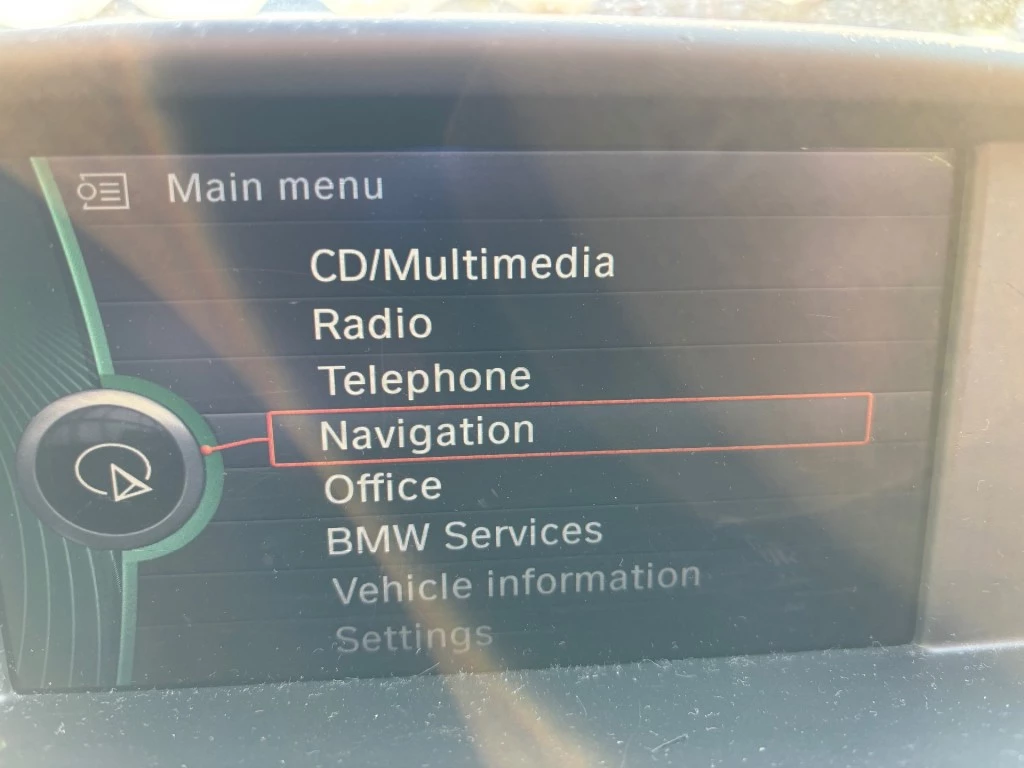 Main menu
CD/Multimedia
Radio
Telephone
Navigation
Office
BMW Services
Vehicle information
Settings